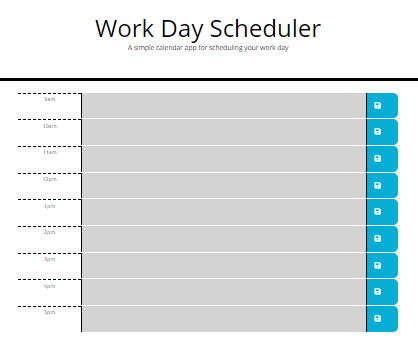 Work Day Scheduler
A simple calendar app for scheduling your work day
9am
10am
11am
12pm
1pm
2pm
3pm
4pm
5pm